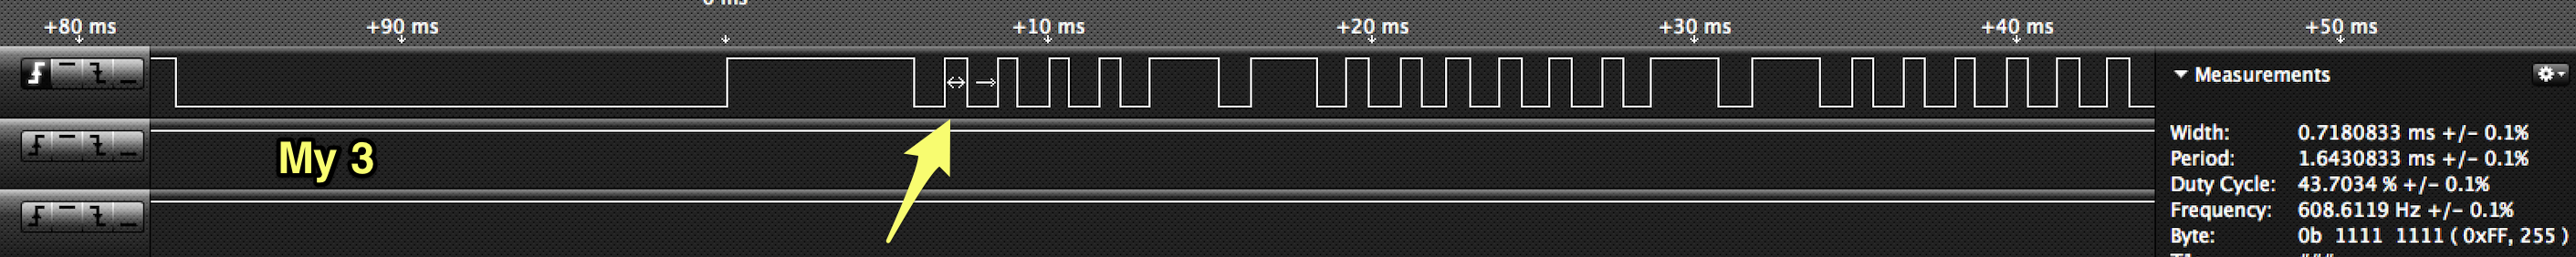 0 ms
+80 ms +90 ms +10 ms +20 ms +30 ms +40 ms +50 ms
Measurements
My 3
Width: 0.7180833 ms +/- 0.1%
Period: 1.6430833 ms +/- 0.1%
Duty Cycle: 43.7034 % +/- 0.1%
Frequency: 608.6119 Hz +/- 0.1%
Byte: 0b 1111 1111 ( 0xFF, 255 )